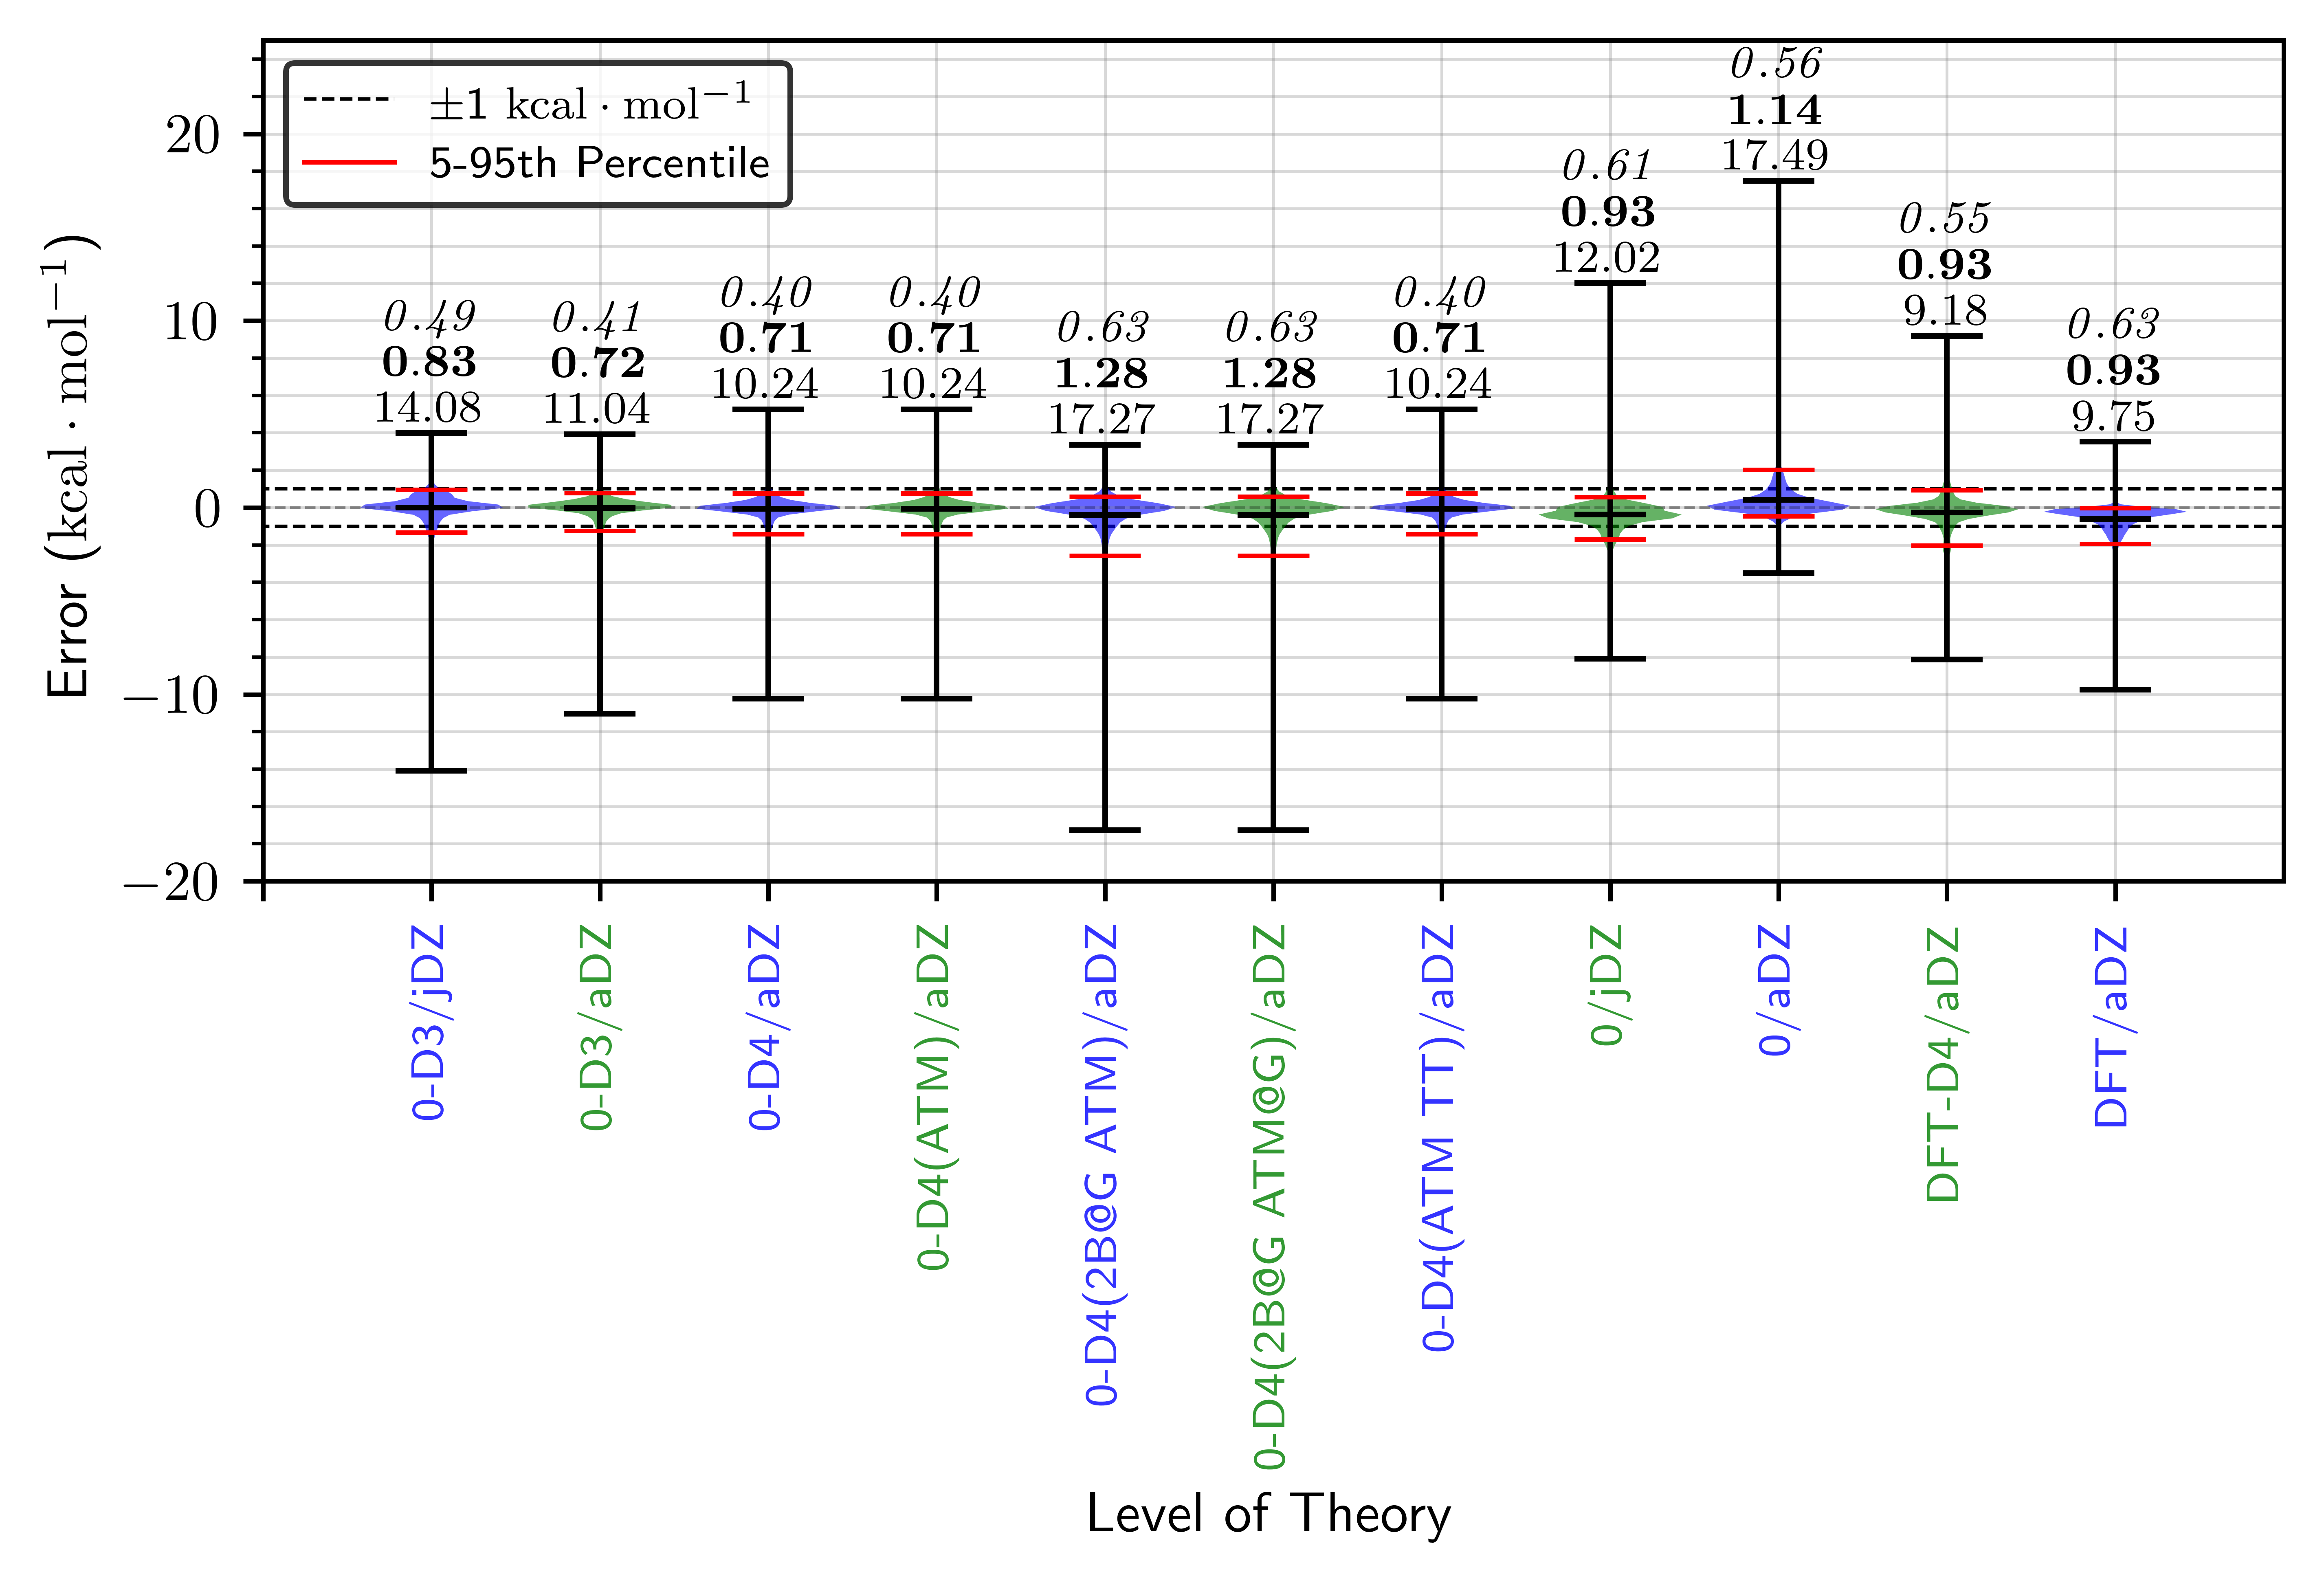 ±1 kcal · mol⁻¹
5-95th Percentile
Error (kcal · mol⁻¹)
20
10
0
−10
−20
0.49
0.83
14.08
0.41
0.72
11.04
0.40
0.71
10.24
0.40
0.71
10.24
0.63
1.28
17.27
0.63
1.28
17.27
0.40
0.71
10.24
0.61
0.93
12.02
0.56
1.14
17.49
0.55
0.93
9.18
0.63
0.93
9.75
0-D3/jDZ
0-D3/aDZ
0-D4/aDZ
0-D4(ATM)/aDZ
0-D4(2B@G ATM)/aDZ
0-D4(2B@G ATM@G)/aDZ
0-D4(ATM TT)/aDZ
0/jDZ
0/aDZ
DFT-D4/aDZ
DFT/aDZ
Level of Theory